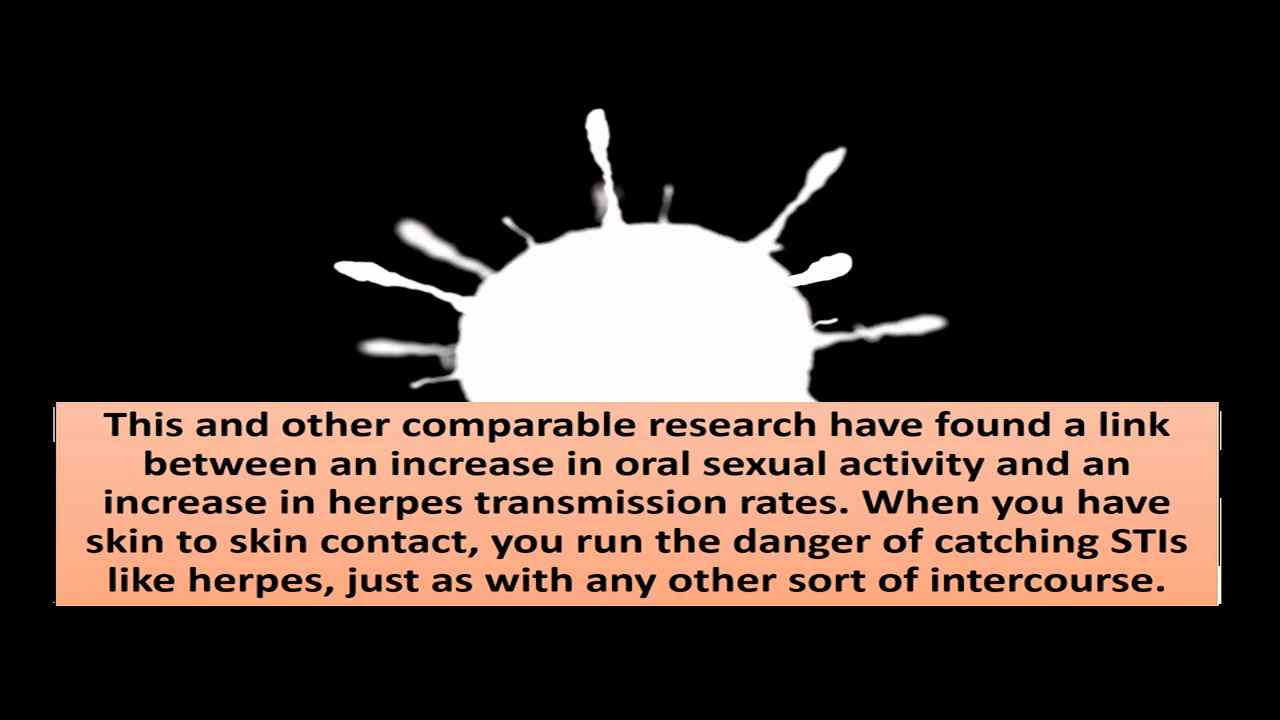 This and other comparable research have found a link
between an increase in oral sexual activity and an
increase in herpes transmission rates. When you have
skin to skin contact, you run the danger of catching STIs
like herpes, just as with any other sort of intercourse.